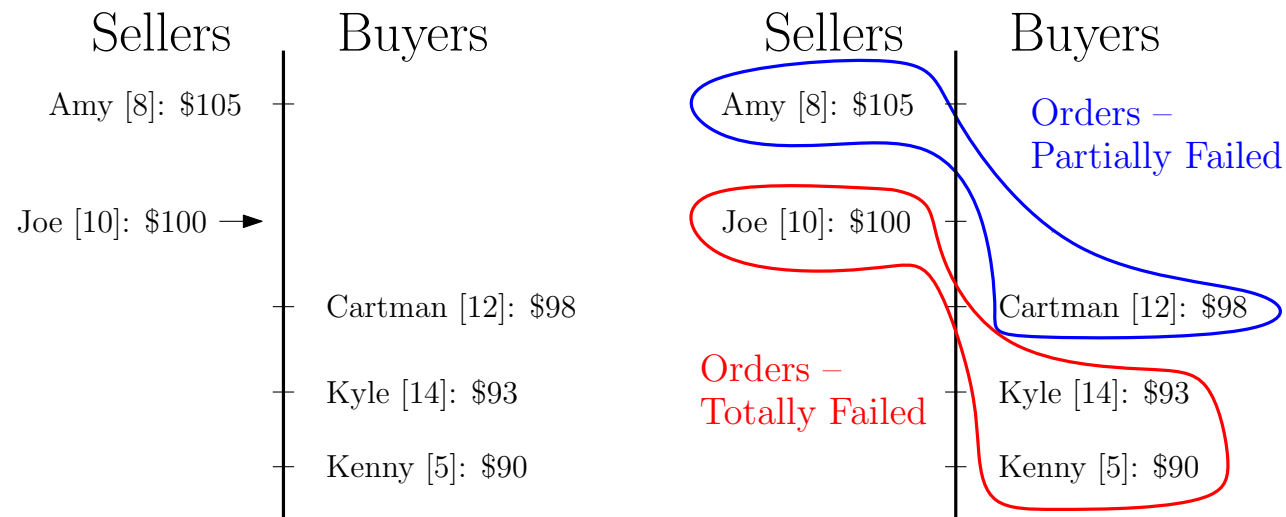 Sellers
Buyers
Amy [8]: $105
Joe [10]: $100
Cartman [12]: $98
Kyle [14]: $93
Kenny [5]: $90
Sellers
Buyers
Amy [8]: $105
Orders –
Partially Failed
Joe [10]: $100
Cartman [12]: $98
Orders –
Totally Failed
Kyle [14]: $93
Kenny [5]: $90